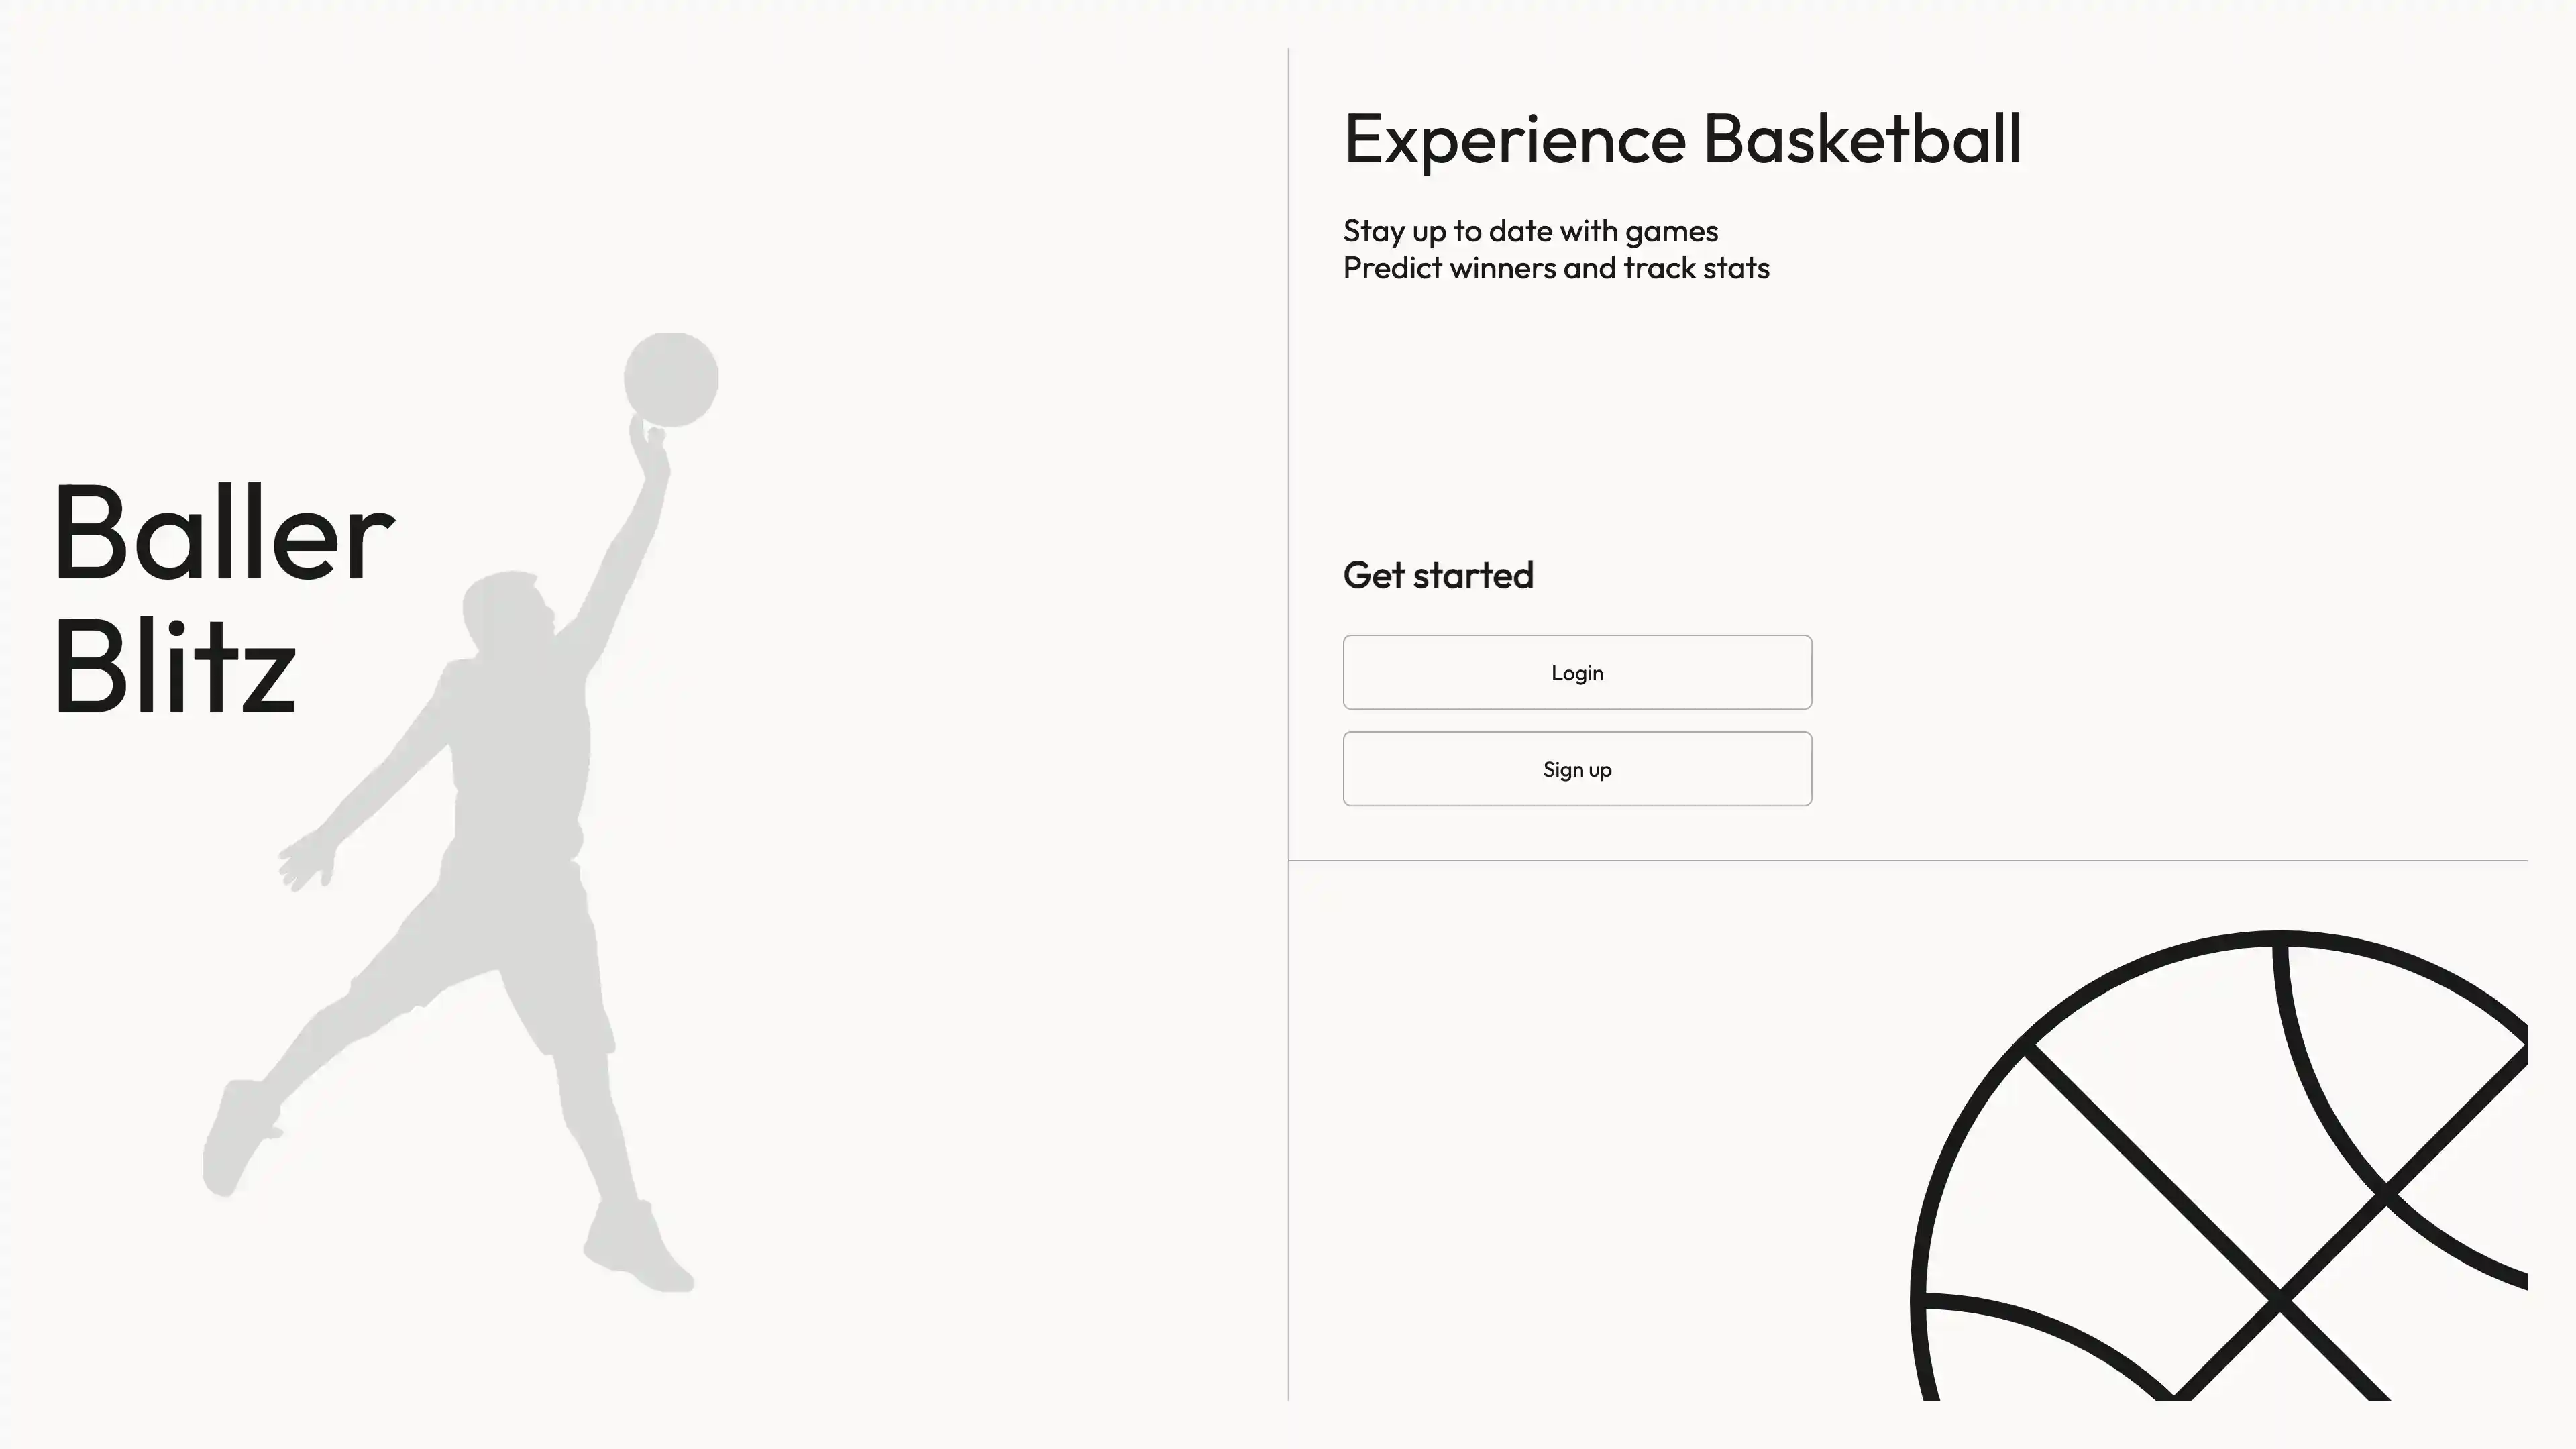 Baller
Blitz
Experience Basketball
Stay up to date with games
Predict winners and track stats
Get started
Login
Sign up